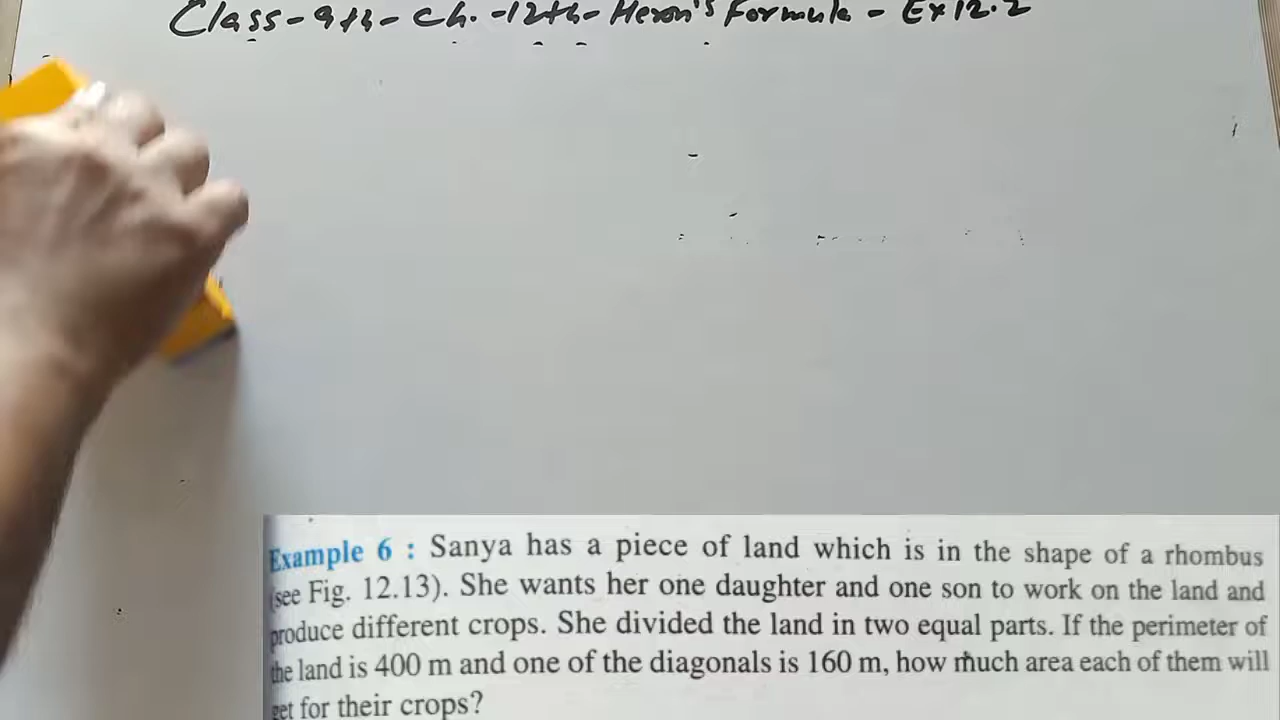 Class-9th-Ch.-12th-Heron's Formula - Ex12.2
Example 6 : Sanya has a piece of land which is in the shape of a rhombus
(see Fig. 12.13). She wants her one daughter and one son to work on the land and
produce different crops. She divided the land in two equal parts. If the perimeter of
the land is 400 m and one of the diagonals is 160 m, how much area each of them will
get for their crops?